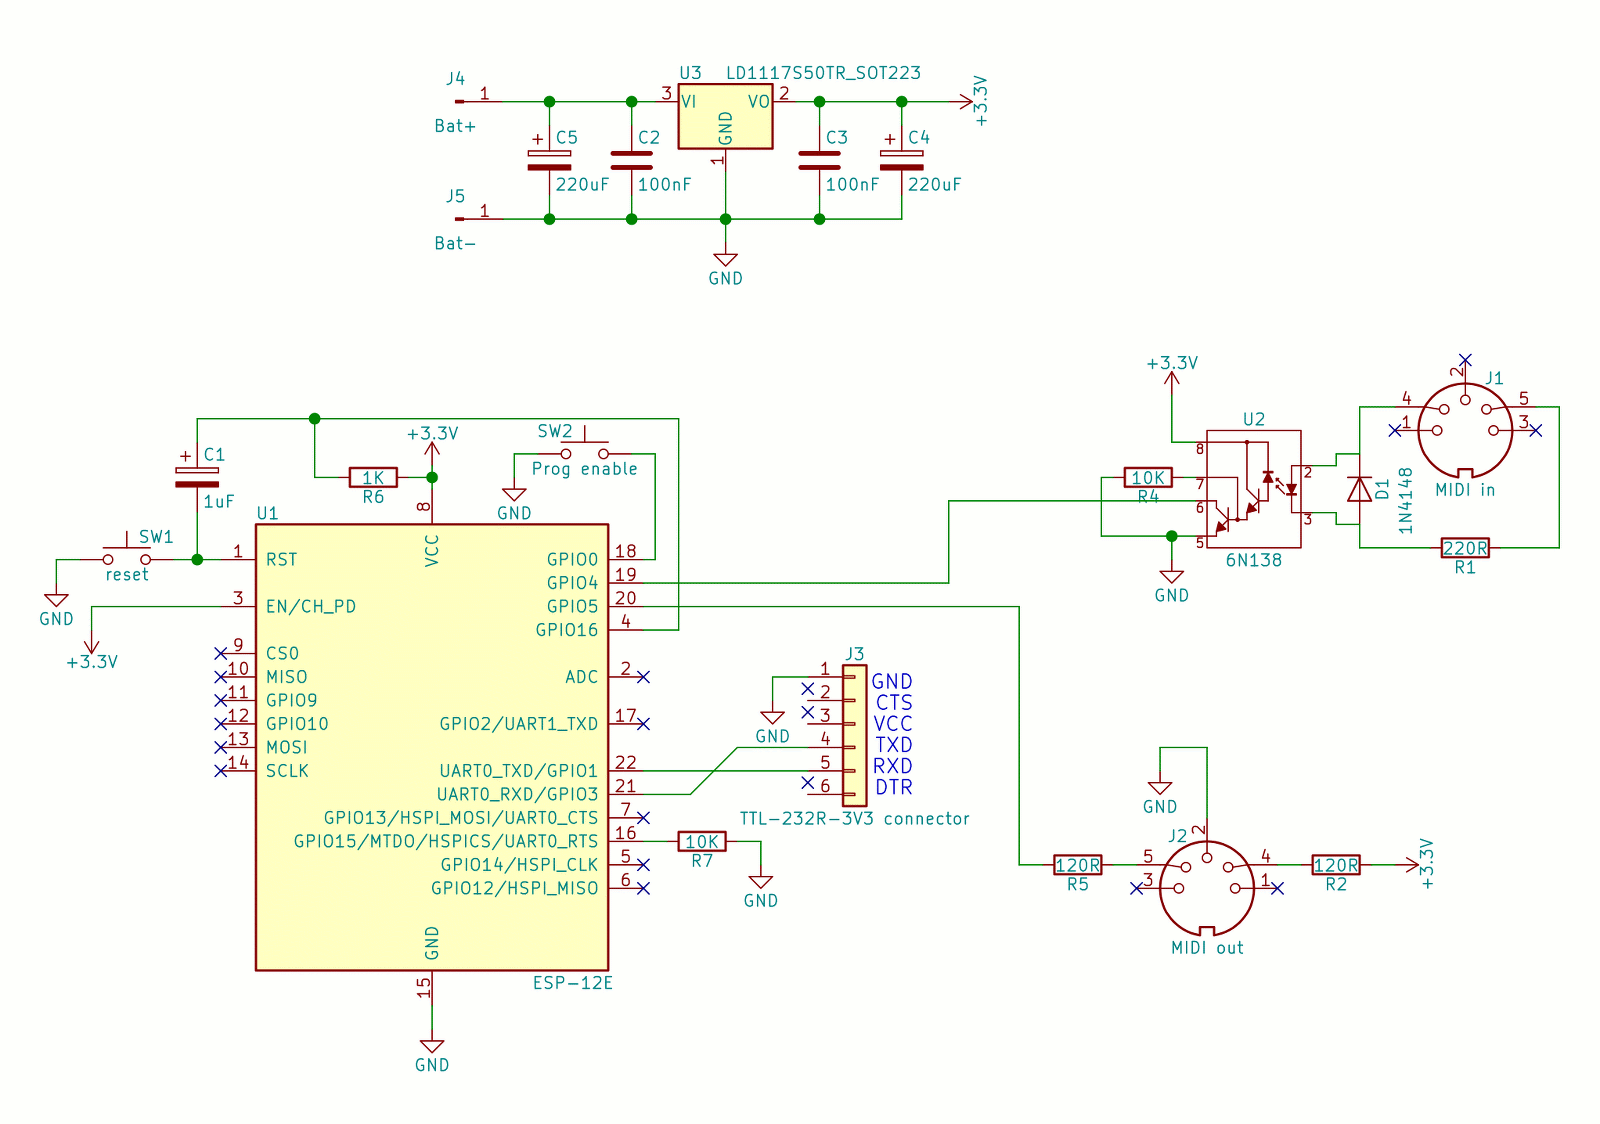 J4
1
Bat+
U3 LD1117S50TR_SOT223
3 VI VO 2
GND
1
+3.3V
+ C5
220uF
C2
100nF
C3
100nF
+ C4
220uF
J5
1
Bat-
GND
+3.3V
U2
8
7
6
5
2
3
6N138
10K
R4
GND
D1
1N4148
J1
2
4
5
1
3
MIDI in
220R
R1
+ C1
1uF
1K
R6
+3.3V
SW2
Prog enable
GND
SW1
reset
GND
+3.3V
U1
8
VCC
1 RST
3 EN/CH_PD
9 CS0
10 MISO
11 GPIO9
12 GPIO10
13 MOSI
14 SCLK
GPIO0 18
GPIO4 19
GPIO5 20
GPIO16 4
ADC 2
GPIO2/UART1_TXD 17
UART0_TXD/GPIO1 22
UART0_RXD/GPIO3 21
GPIO13/HSPI_MOSI/UART0_CTS 7
GPIO15/MTDO/HSPICS/UART0_RTS 16
GPIO14/HSPI_CLK 5
GPIO12/HSPI_MISO 6
GND
15
ESP-12E
GND
J3
1 GND
2 CTS
3 VCC
4 TXD
5 RXD
6 DTR
TTL-232R-3V3 connector
GND
10K
R7
GND
GND
J2
2
5
4
3
1
MIDI out
120R
R5
120R
R2
+3.3V